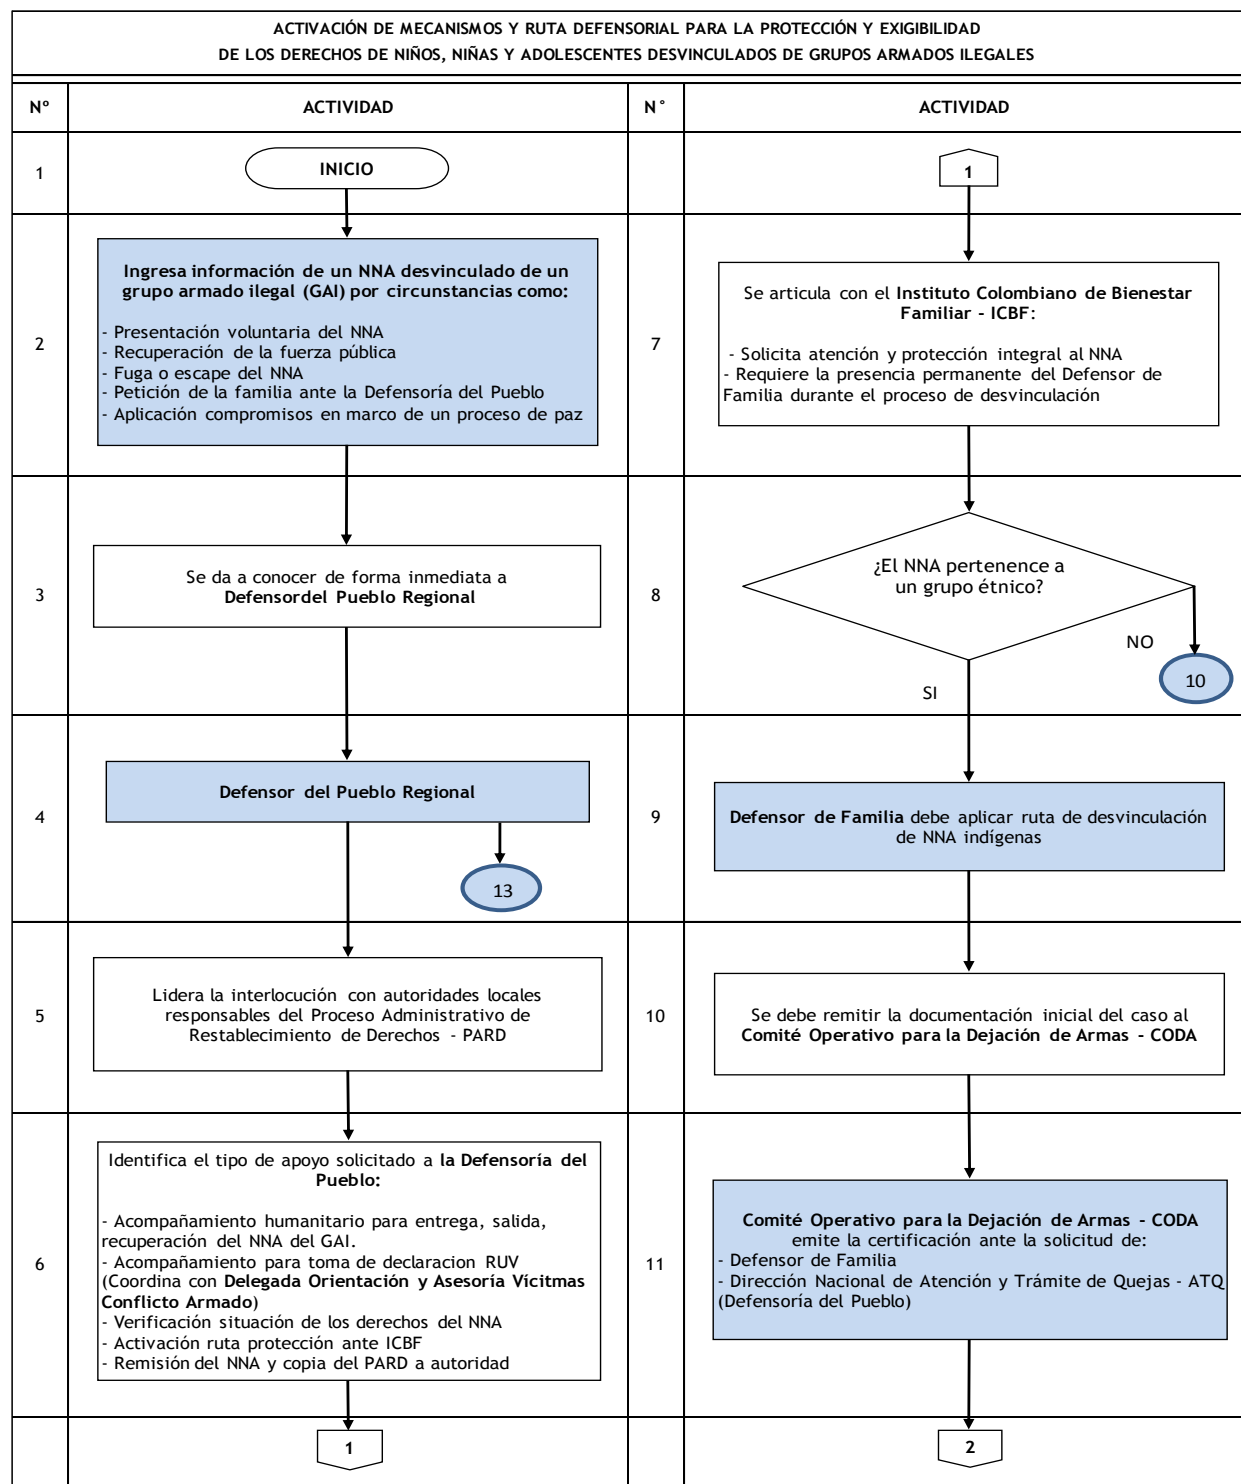 ACTIVACIÓN DE MECANISMOS Y RUTA DEFENSORIAL PARA LA PROTECCIÓN Y EXIGIBILIDAD
DE LOS DERECHOS DE NIÑOS, NIÑAS Y ADOLESCENTES DESVINCULADOS DE GRUPOS ARMADOS ILEGALES
Nº
ACTIVIDAD
1
INICIO
2
Ingresa información de un NNA desvinculado de un
grupo armado ilegal (GAI) por circunstancias como:
- Presentación voluntaria del NNA
- Recuperación de la fuerza pública
- Fuga o escape del NNA
- Petición de la familia ante la Defensoría del Pueblo
- Aplicación compromisos en marco de un proceso de paz
3
Se da a conocer de forma inmediata a
Defensordel Pueblo Regional
4
Defensor del Pueblo Regional
13
5
Lidera la interlocución con autoridades locales
responsables del Proceso Administrativo de
Restablecimiento de Derechos - PARD
6
Identifica el tipo de apoyo solicitado a la Defensoría del
Pueblo:
- Acompañamiento humanitario para entrega, salida,
recuperación del NNA del GAI.
- Acompañamiento para toma de declaracion RUV
(Coordina con Delegada Orientación y Asesoría Vícitmas
Conflicto Armado)
- Verificación situación de los derechos del NNA
- Activación ruta protección ante ICBF
- Remisión del NNA y copia del PARD a autoridad
1
N°
ACTIVIDAD
1
7
Se articula con el Instituto Colombiano de Bienestar
Familiar - ICBF:
- Solicita atención y protección integral al NNA
- Requiere la presencia permanente del Defensor de
Familia durante el proceso de desvinculación
8
¿El NNA pertenence a
un grupo étnico?
NO
10
SI
9
Defensor de Familia debe aplicar ruta de desvinculación
de NNA indígenas
10
Se debe remitir la documentación inicial del caso al
Comité Operativo para la Dejación de Armas - CODA
11
Comité Operativo para la Dejación de Armas - CODA
emite la certificación ante la solicitud de:
- Defensor de Familia
- Dirección Nacional de Atención y Trámite de Quejas - ATQ
(Defensoría del Pueblo)
2